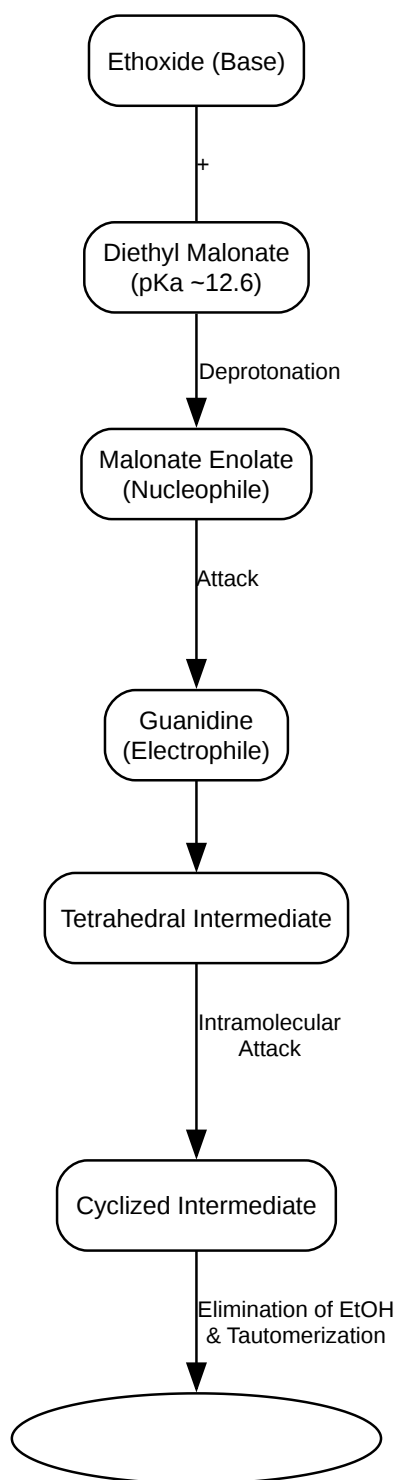 Ethoxide (Base)
+
Diethyl Malonate
(pKa ~12.6)
Deprotonation
Malonate Enolate
(Nucleophile)
Attack
Guanidine
(Electrophile)
Tetrahedral Intermediate
Intramolecular
Attack
Cyclized Intermediate
Elimination of EtOH
& Tautomerization